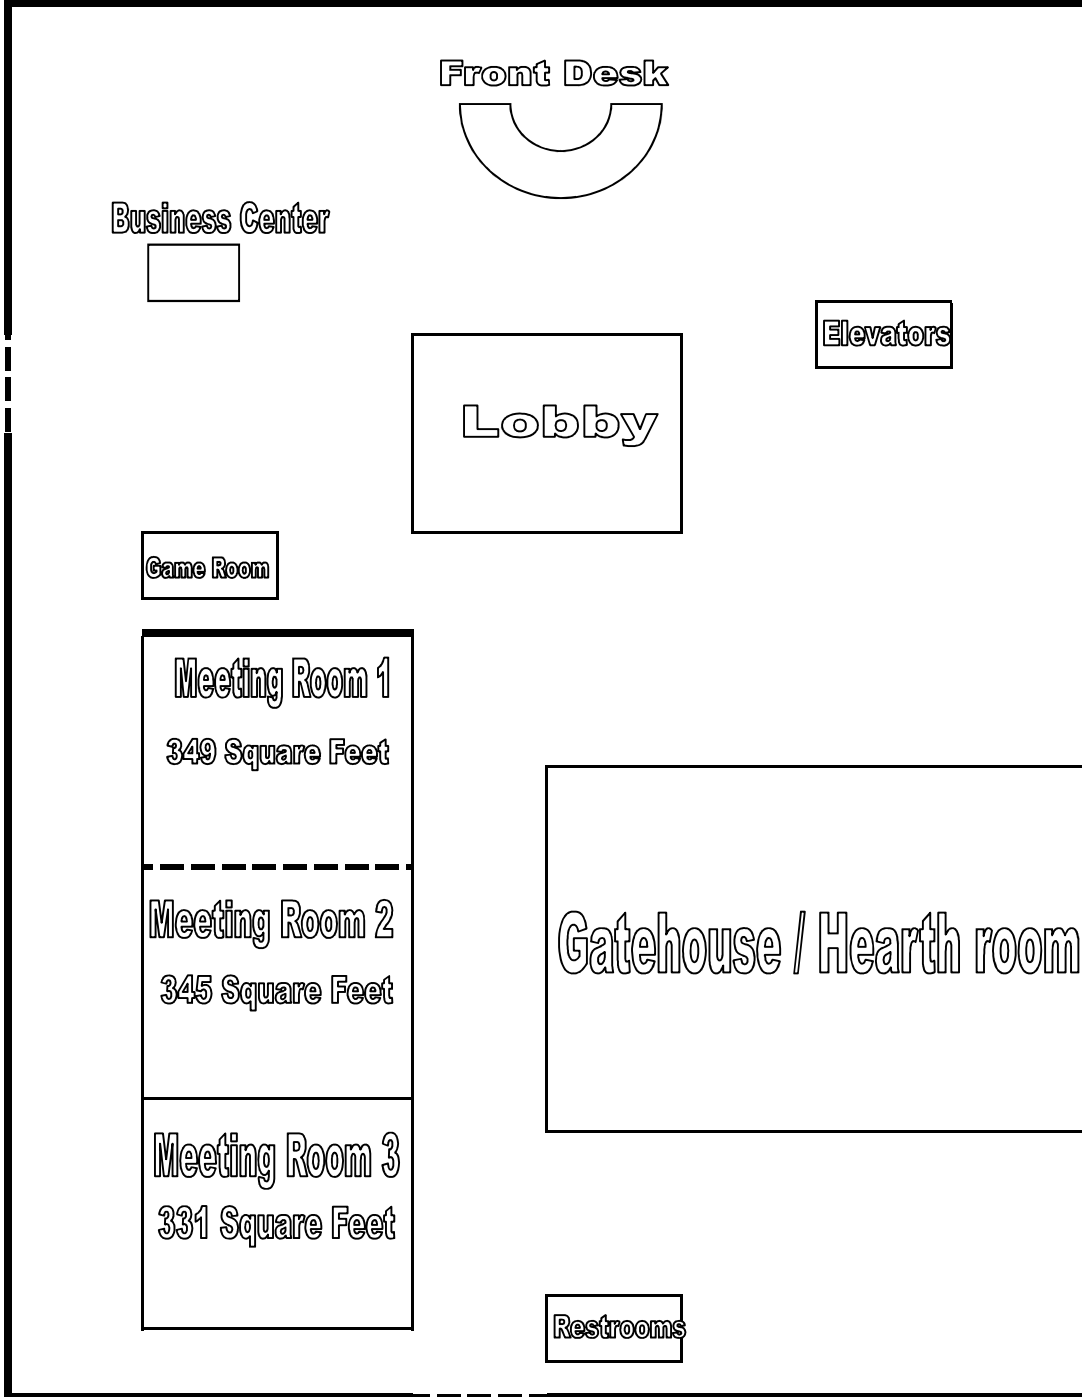 Front Desk
Business Center
Elevators
Lobby
Game Room
Meeting Room 1
349 Square Feet
Meeting Room 2
345 Square Feet
Gatehouse / Hearth room
Meeting Room 3
331 Square Feet
Restrooms